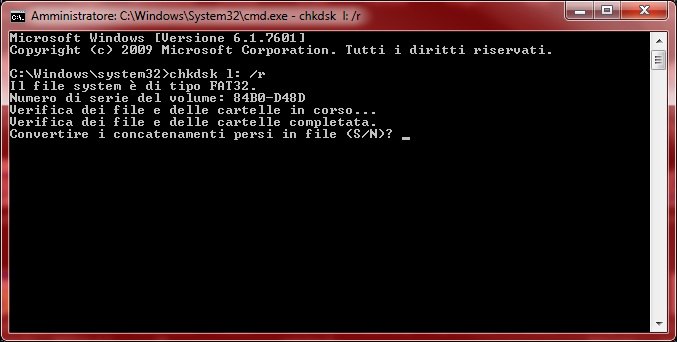 Amministratore: C:\Windows\System32\cmd.exe - chkdsk l: /r
Microsoft Windows [Versione 6.1.7601]
Copyright (c) 2009 Microsoft Corporation. Tutti i diritti riservati.
C:\Windows\system32>chkdsk l: /r
Il file system è di tipo FAT32.
Numero di serie del volume: 84B0-D48D
Verifica dei file e delle cartelle in corso...
Verifica dei file e delle cartelle completata.
Convertire i concatenamenti persi in file (S/N)? _